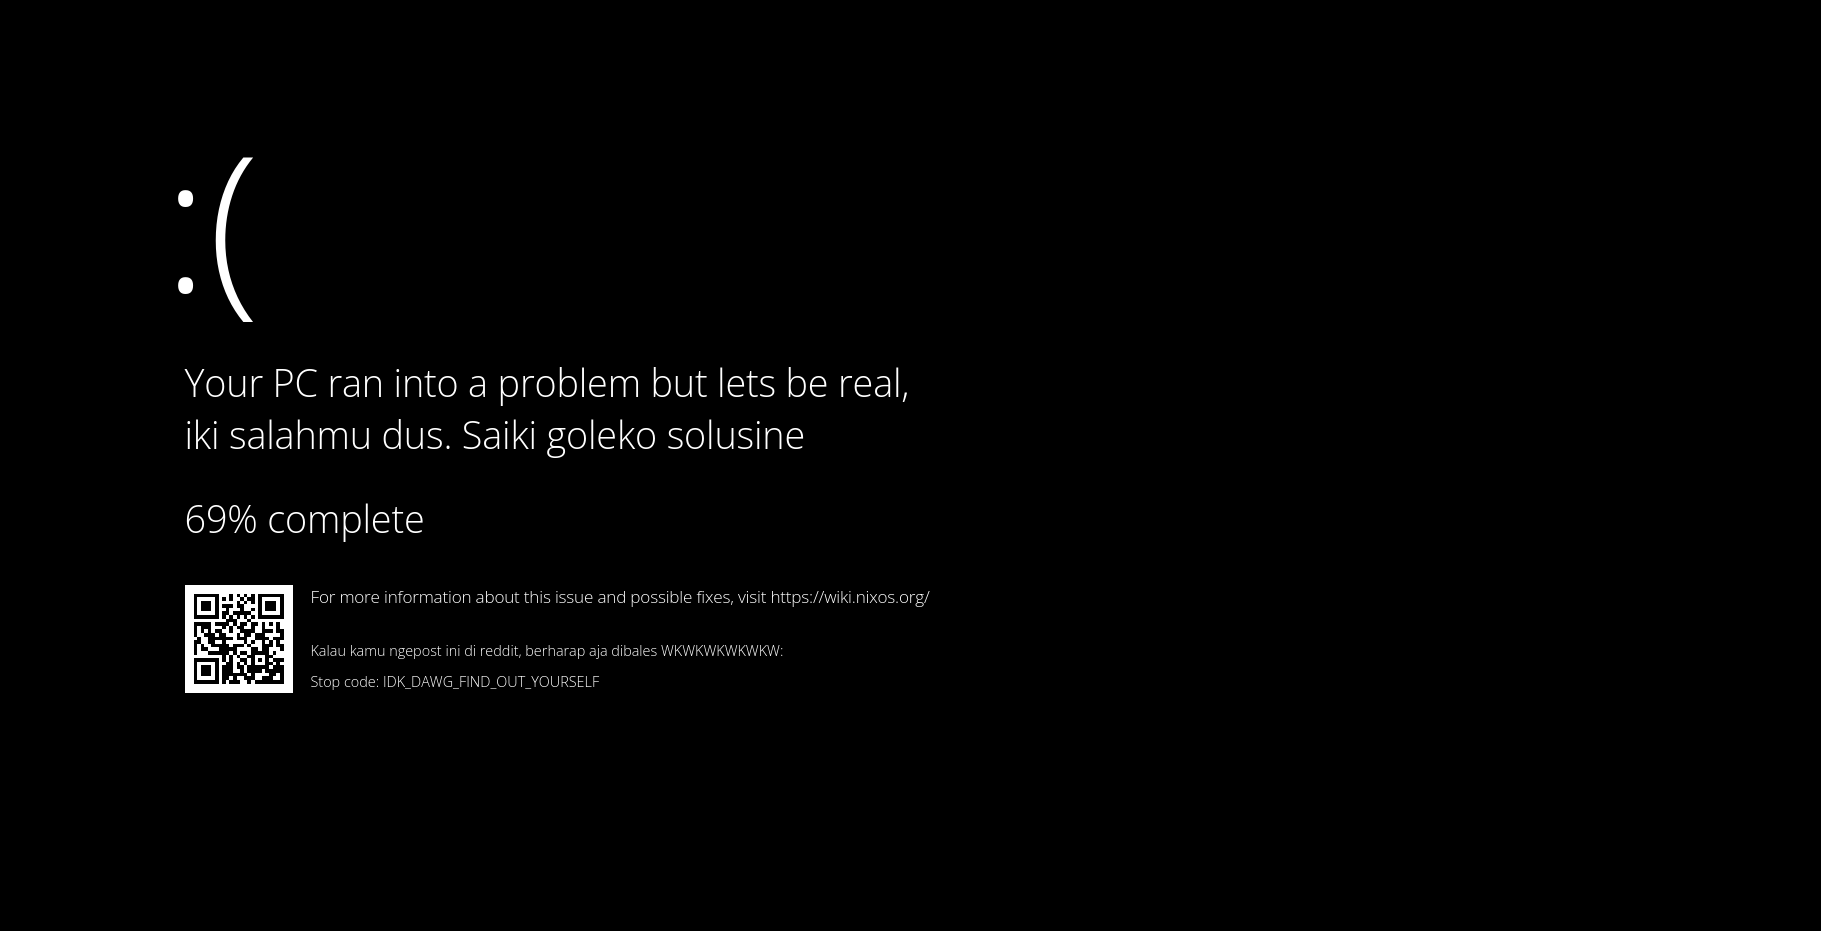 :(
Your PC ran into a problem but lets be real,
iki salahmu dus. Saiki goleko solusine
69% complete
For more information about this issue and possible fixes, visit https://wiki.nixos.org/
Kalau kamu ngepost ini di reddit, berharap aja dibales WKWKWKWKWKW:
Stop code: IDK_DAWG_FIND_OUT_YOURSELF